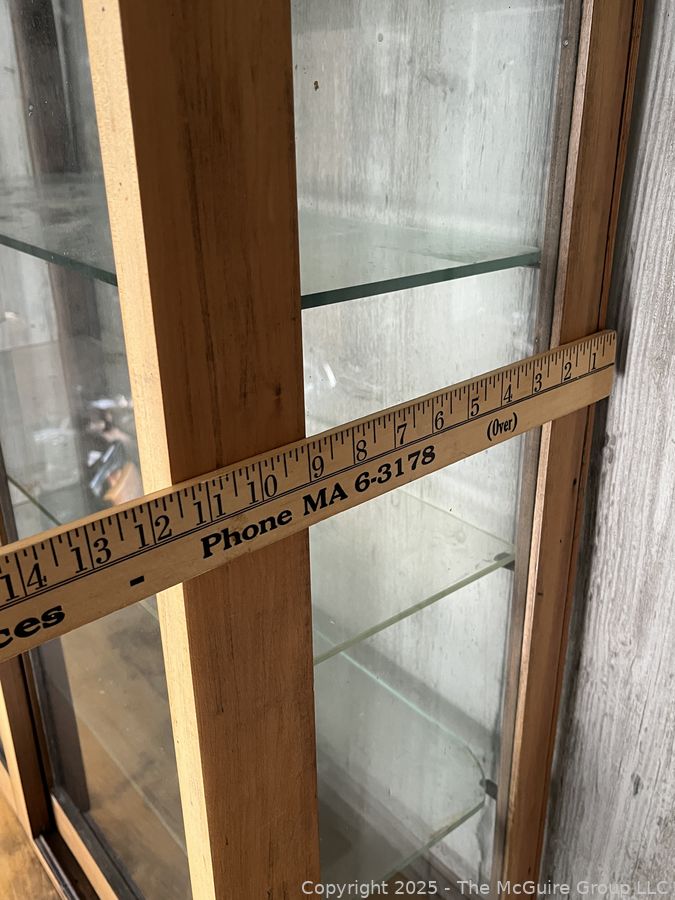 14 13 12 11 10 9 8 7 6 5 4 3 2 1
ces - Phone MA 6-3178 (Over)
Copyright © 2025 - The McGuire Group LLC